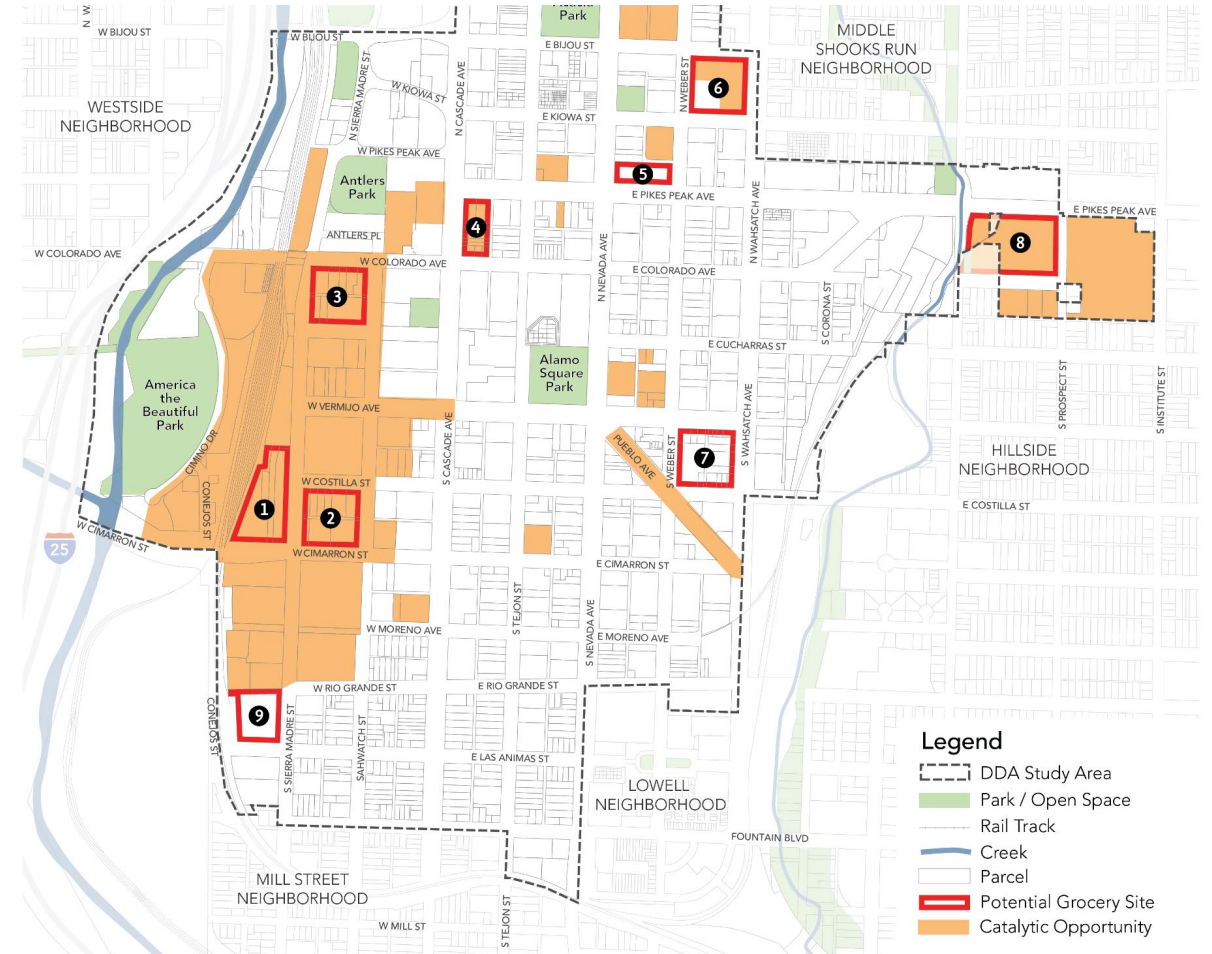 Park
E BIJOU ST
W BIJOU ST
W BIJOU ST
MIDDLE
SHOOKS RUN
NEIGHBORHOOD
N SIERRA MADRE ST
N CASCADE AVE
N WEBER ST
6
W KIOWA ST
WESTSIDE
NEIGHBORHOOD
E KIOWA ST
W PIKES PEAK AVE
5
Antlers
Park
E PIKES PEAK AVE
N WAHSATCH AVE
E PIKES PEAK AVE
4
ANTLERS PL
8
W COLORADO AVE
W COLORADO AVE
N NEVADA AVE
E COLORADO AVE
3
S CORONA ST
E CUCHARRAS ST
Alamo
Square
Park
America
the
Beautiful
Park
S PROSPECT ST
S INSTITUTE ST
W VERMIJO AVE
S CASCADE AVE
S WAHSATCH AVE
CIMINO DR
PUEBLO AVE
S WEBER ST
7
HILLSIDE
NEIGHBORHOOD
CONEJOS ST
W COSTILLA ST
E COSTILLA ST
1
2
W CIMARRON ST
25
W CIMARRON ST
E CIMARRON ST
S TEJON ST
S NEVADA AVE
W MORENO AVE
E MORENO AVE
W RIO GRANDE ST
E RIO GRANDE ST
9
CONEJOS ST
S SIERRA MADRE ST
SAHWATCH ST
E LAS ANIMAS ST
LOWELL
NEIGHBORHOOD
FOUNTAIN BLVD
MILL STREET
NEIGHBORHOOD
W MILL ST
S TEJON ST
Legend
DDA Study Area
Park / Open Space
Rail Track
Creek
Parcel
Potential Grocery Site
Catalytic Opportunity